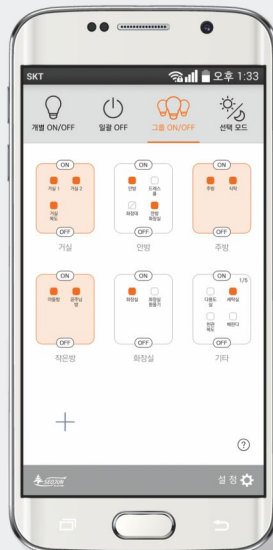 SKT 오후 1:33
개별 ON/OFF 일괄 OFF 그룹 ON/OFF 선택 모드
ON ON ON
거실 1 거실 2 안방 드레스룸 주방 식탁
거실 복도 화장대 안방 화장실
OFF OFF OFF
거실 안방 주방
ON ON ON 1/5
아들방 공주님방 화장실 화장실 환풍기 다용도실 세탁실
현관 복도 베란다
OFF OFF OFF
작은방 화장실 기타
+
?
SEOJUN 설 정